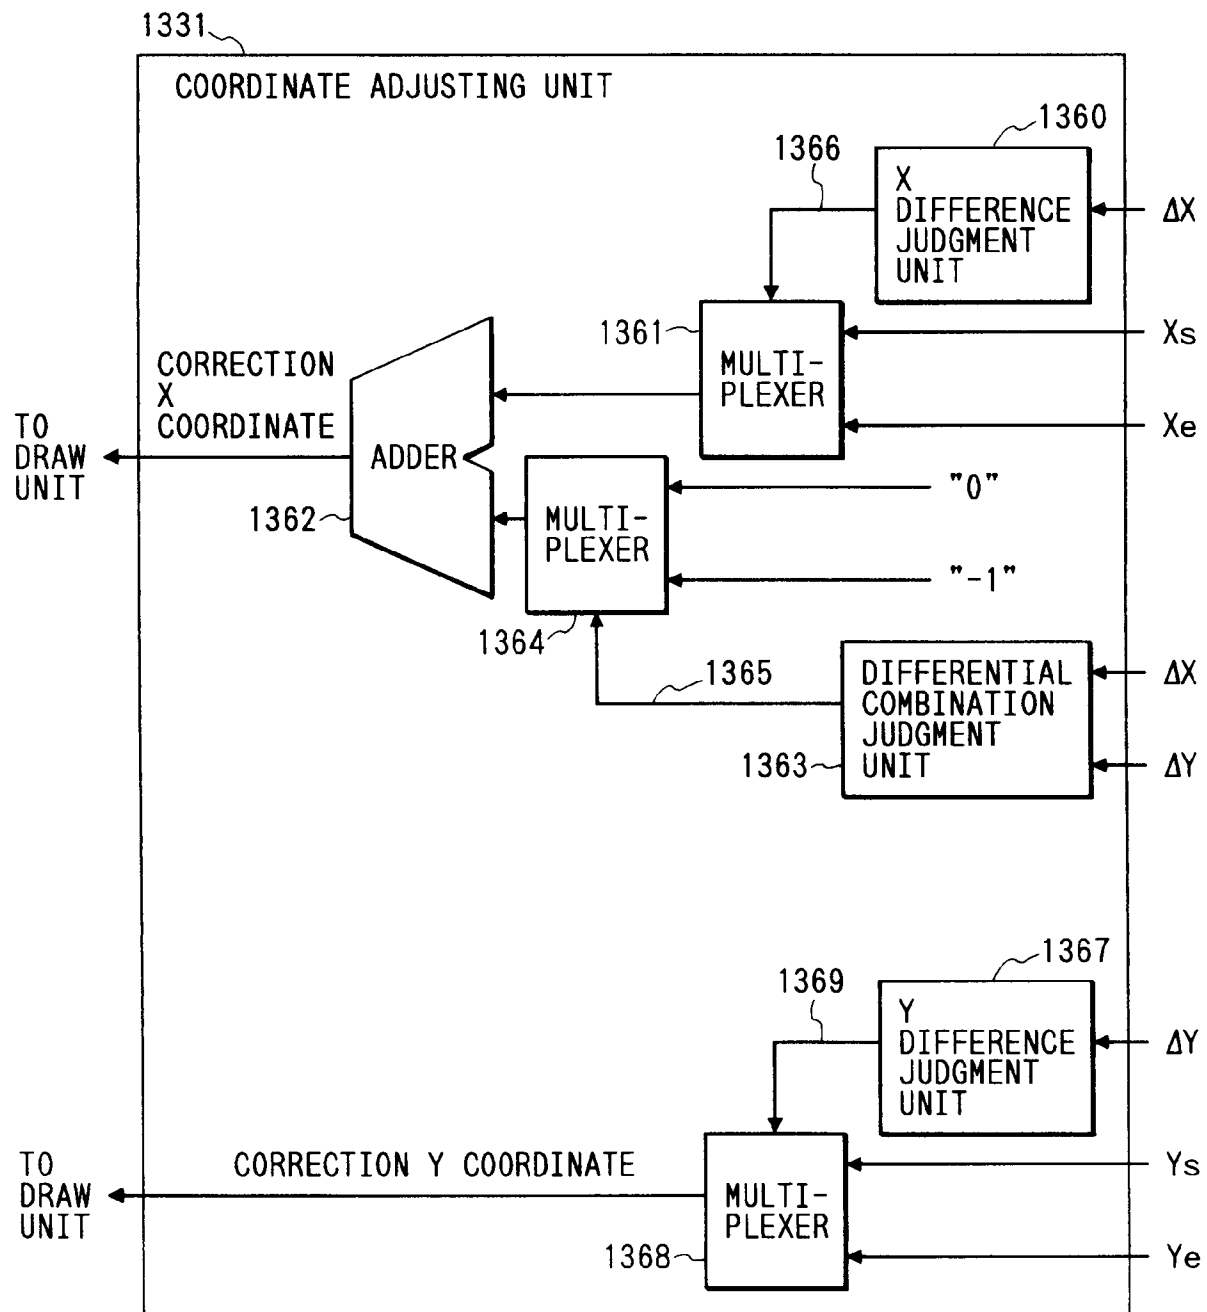 1331
COORDINATE ADJUSTING UNIT
1360
1366
X
DIFFERENCE
JUDGMENT
UNIT
ΔX
1361
MULTI-
PLEXER
Xs
Xe
CORRECTION
X
COORDINATE
TO
DRAW
UNIT
ADDER
1362
MULTI-
PLEXER
"0"
"-1"
1364
1365
DIFFERENTIAL
COMBINATION
JUDGMENT
UNIT
1363
ΔX
ΔY
1367
1369
Y
DIFFERENCE
JUDGMENT
UNIT
ΔY
TO
DRAW
UNIT
CORRECTION Y COORDINATE
MULTI-
PLEXER
1368
Ys
Ye